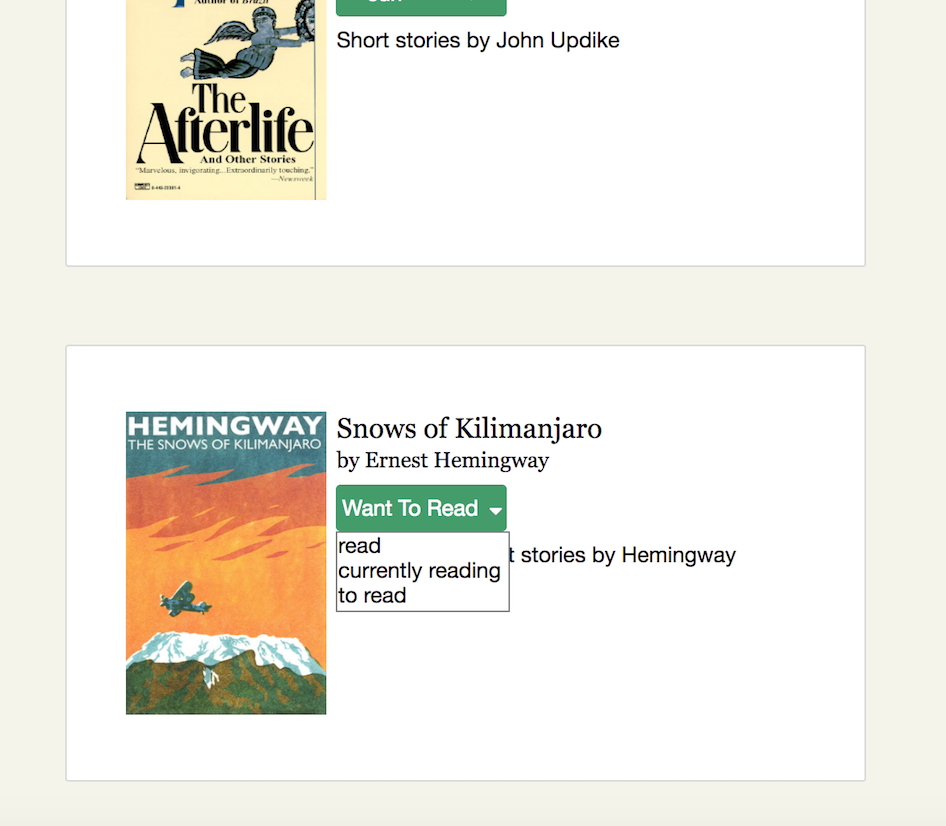 Author of Brazil
Short stories by John Updike
The
Afterlife
And Other Stories
"Marvelous, invigorating...Extraordinarily touching."
—Newsweek
HEMINGWAY
THE SNOWS OF KILIMANJARO
Snows of Kilimanjaro
by Ernest Hemingway
Want To Read
read
currently reading
to read
t stories by Hemingway